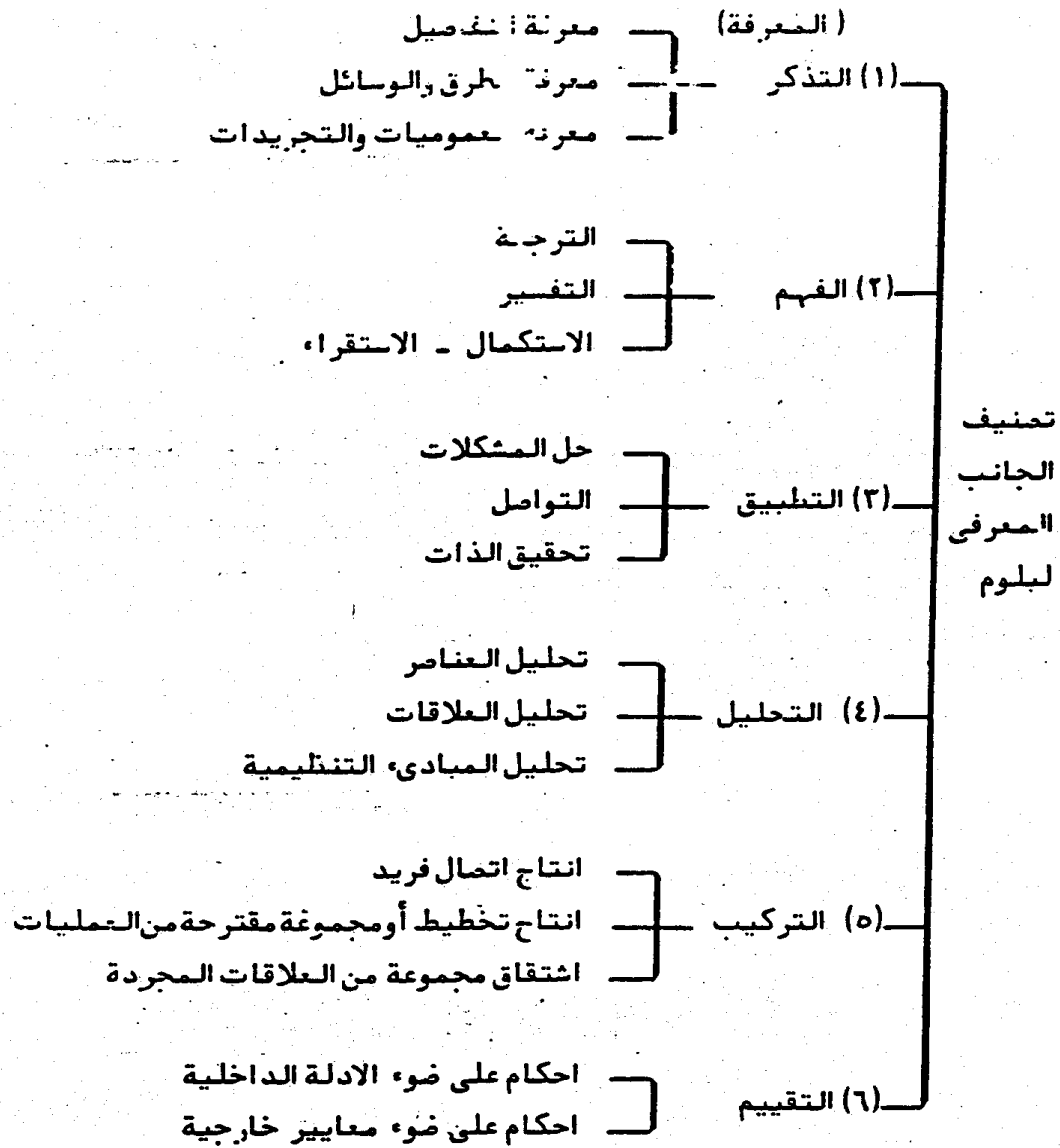 (المعرفة)
(١) التذكر
معرفة التفصيل
معرفة طرق والوسائل
معرفة عموميات والتجريدات
تصنيف
الجانب
المعرفى
لبلوم
(٢) الفهم
الترجمة
التفسير
الاستكمال - الاستقراء
(٣) التطبيق
حل المشكلات
التواصل
تحقيق الذات
(٤) التحليل
تحليل العناصر
تحليل العلاقات
تحليل المبادىء التنظيمية
(٥) التركيب
انتاج اتصال فريد
انتاج تخطيط أو مجموعة مقترحة من العمليات
اشتقاق مجموعة من العلاقات المجردة
(٦) التقييم
احكام على ضوء الادلة الداخلية
احكام على ضوء معايير خارجية